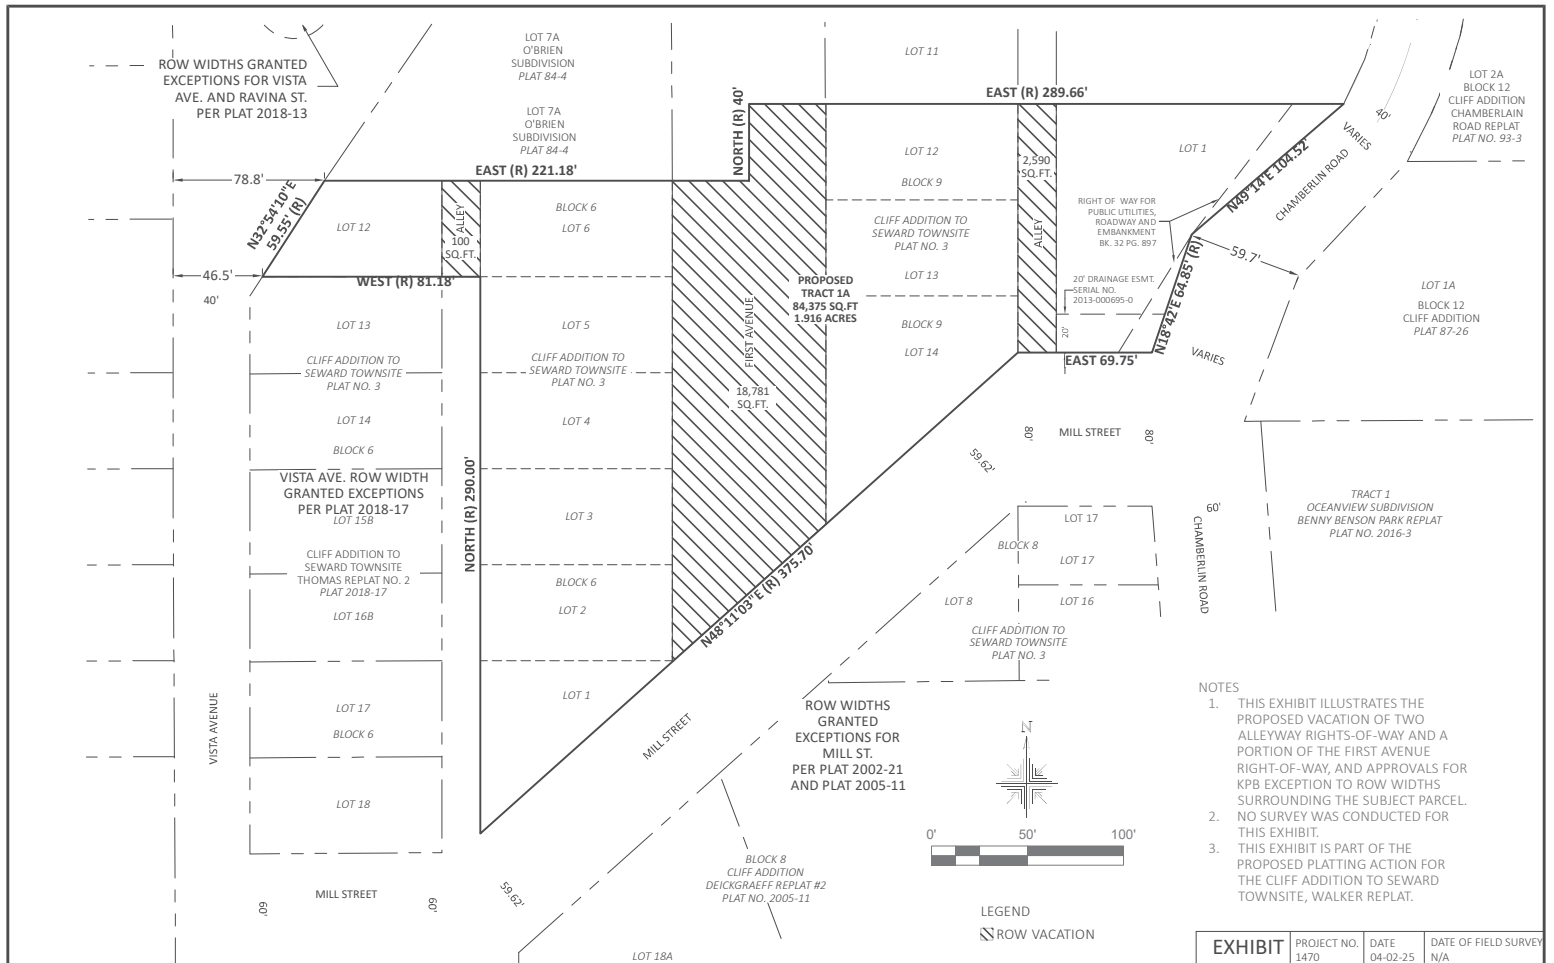 ROW WIDTHS GRANTED
EXCEPTIONS FOR VISTA
AVE. AND RAVINA ST.
PER PLAT 2018-13
LOT 7A
O'BRIEN
SUBDIVISION
PLAT 84-4
LOT 7A
O'BRIEN
SUBDIVISION
PLAT 84-4
LOT 11
EAST (R) 289.66'
NORTH (R) 40'
40'
VARIES
LOT 2A
BLOCK 12
CLIFF ADDITION
CHAMBERLAIN
ROAD REPLAT
PLAT NO. 93-3
78.8'
N32°54'10"E
59.55' (R)
46.5'
40'
EAST (R) 221.18'
LOT 12
ALLEY
100
SQ.FT.
WEST (R) 81.18'
BLOCK 6
LOT 6
LOT 12
BLOCK 9
CLIFF ADDITION TO
SEWARD TOWNSITE
PLAT NO. 3
LOT 13
BLOCK 9
LOT 14
2,590
SQ.FT.
ALLEY
LOT 1
N49°14'E 104.52'
CHAMBERLIN ROAD
RIGHT OF WAY FOR
PUBLIC UTILITIES,
ROADWAY AND
EMBANKMENT
BK. 32 PG. 897
20' DRAINAGE ESMT.
SERIAL NO.
2013-000695-0
20'
N18°42'E 64.85' (R)
59.7'
EAST 69.75'
VARIES
LOT 1A
BLOCK 12
CLIFF ADDITION
PLAT 87-26
PROPOSED
TRACT 1A
84,375 SQ.FT
1.916 ACRES
FIRST AVENUE
18,781
SQ.FT.
LOT 13
CLIFF ADDITION TO
SEWARD TOWNSITE
PLAT NO. 3
LOT 14
BLOCK 6
LOT 5
CLIFF ADDITION TO
SEWARD TOWNSITE
PLAT NO. 3
LOT 4
VISTA AVE. ROW WIDTH
GRANTED EXCEPTIONS
PER PLAT 2018-17
LOT 15B
CLIFF ADDITION TO
SEWARD TOWNSITE
THOMAS REPLAT NO. 2
PLAT 2018-17
LOT 16B
NORTH (R) 290.00'
LOT 3
BLOCK 6
LOT 2
LOT 1
N48°11'03"E (R) 375.70'
59.62'
80'
MILL STREET
80'
60'
CHAMBERLIN ROAD
LOT 17
BLOCK 8
LOT 17
LOT 8
LOT 16
CLIFF ADDITION TO
SEWARD TOWNSITE
PLAT NO. 3
TRACT 1
OCEANVIEW SUBDIVISION
BENNY BENSON PARK REPLAT
PLAT NO. 2016-3
VISTA AVENUE
LOT 17
BLOCK 6
LOT 18
MILL STREET
60'
60'
MILL STREET
59.62'
ROW WIDTHS
GRANTED
EXCEPTIONS FOR
MILL ST.
PER PLAT 2002-21
AND PLAT 2005-11
BLOCK 8
CLIFF ADDITION
DEICKGRAEFF REPLAT #2
PLAT NO. 2005-11
LOT 18A
N
0'
50'
100'
LEGEND
ROW VACATION
NOTES
1. THIS EXHIBIT ILLUSTRATES THE
PROPOSED VACATION OF TWO
ALLEYWAY RIGHTS-OF-WAY AND A
PORTION OF THE FIRST AVENUE
RIGHT-OF-WAY, AND APPROVALS FOR
KPB EXCEPTION TO ROW WIDTHS
SURROUNDING THE SUBJECT PARCEL.
2. NO SURVEY WAS CONDUCTED FOR
THIS EXHIBIT.
3. THIS EXHIBIT IS PART OF THE
PROPOSED PLATTING ACTION FOR
THE CLIFF ADDITION TO SEWARD
TOWNSITE, WALKER REPLAT.
EXHIBIT
PROJECT NO.
1470
DATE
04-02-25
DATE OF FIELD SURVEY
N/A